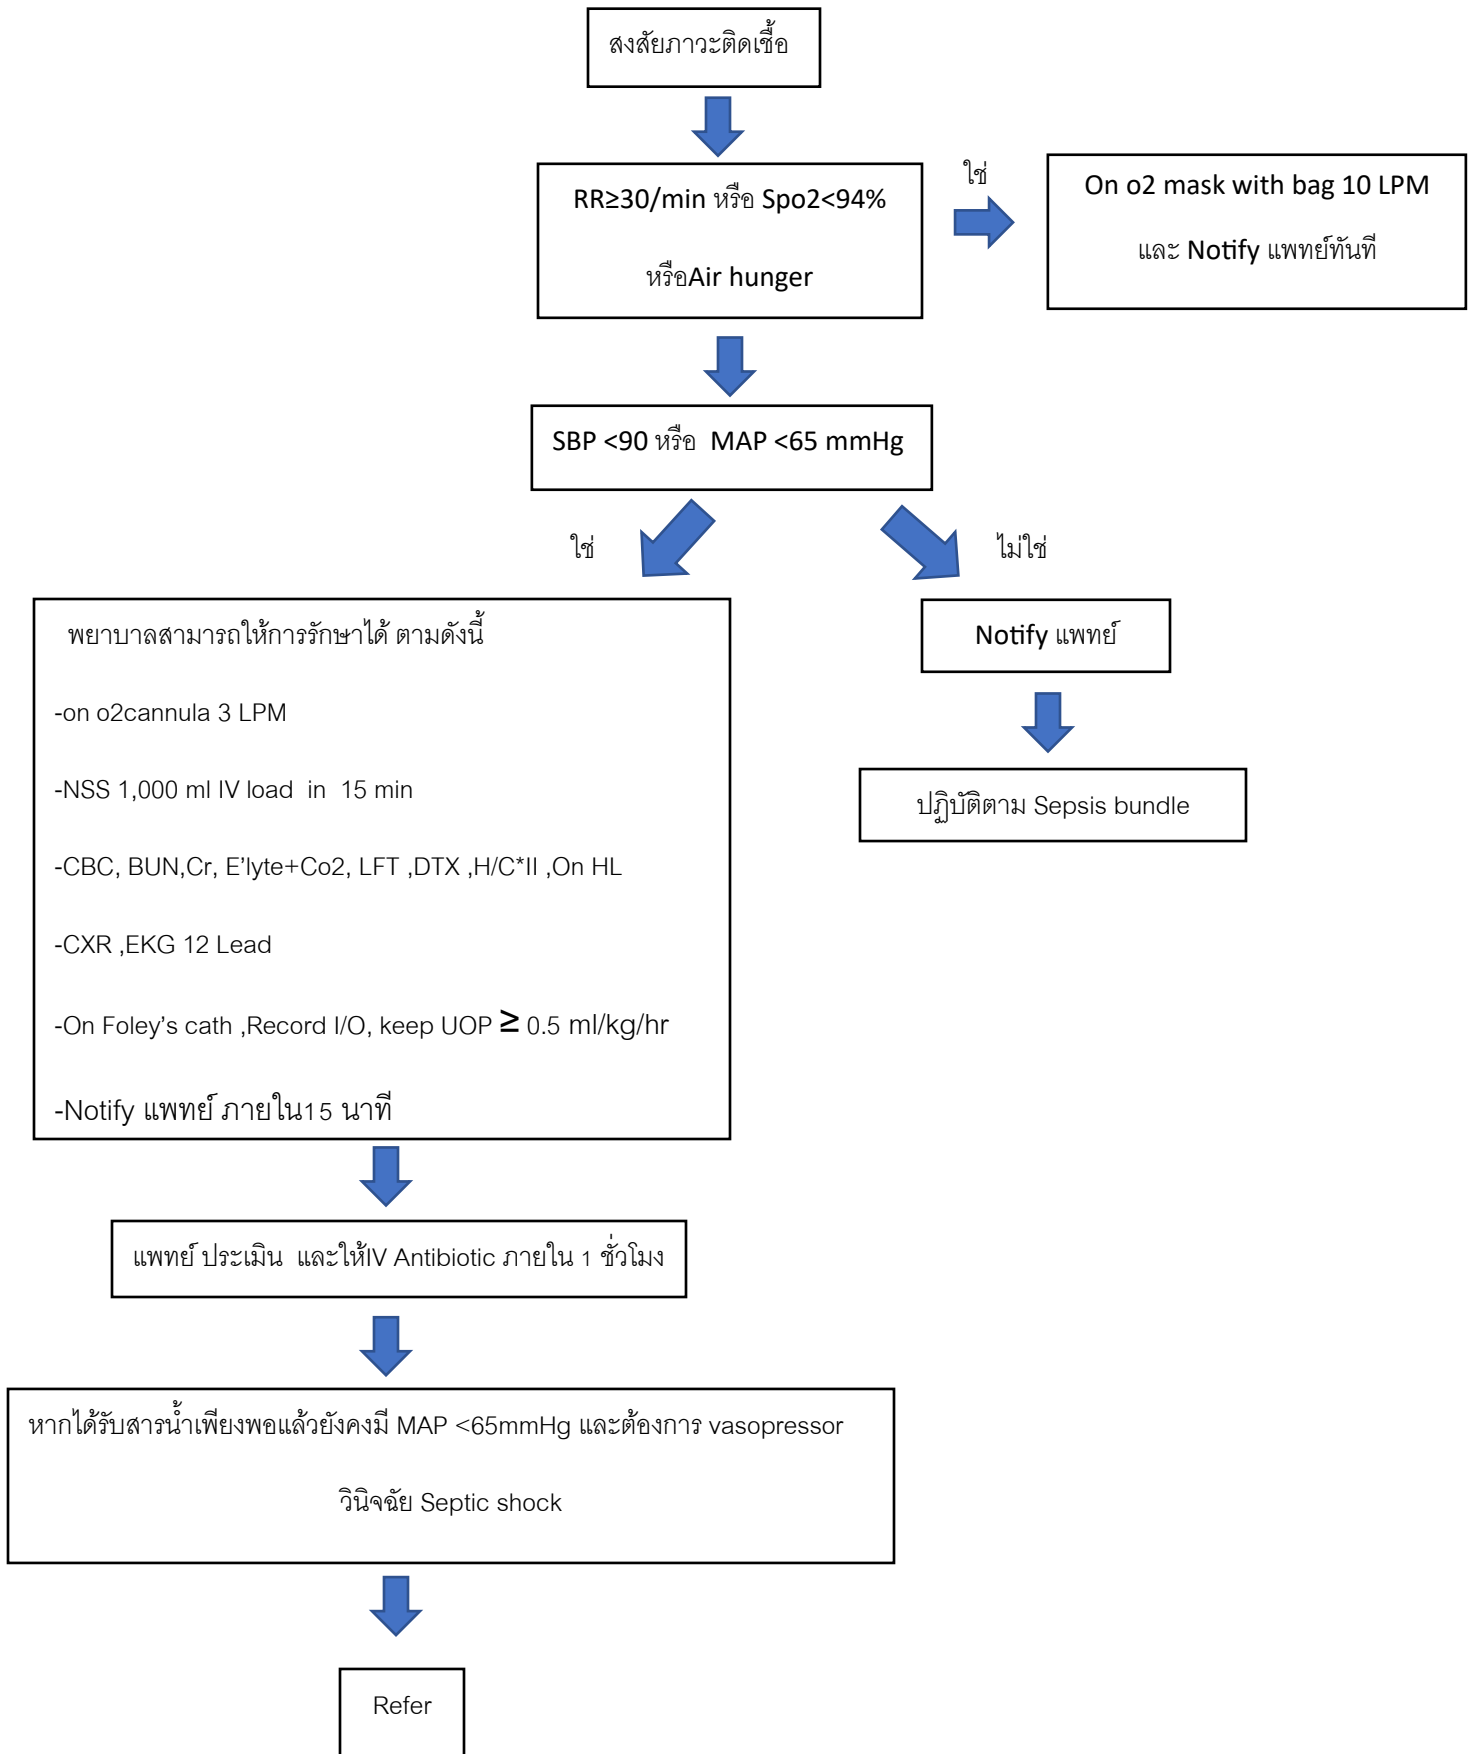 สงสัยภาวะติดเชื้อ
RR≥30/min หรือ Spo2<94%
หรือAir hunger
ใช่
On o2 mask with bag 10 LPM
และ Notify แพทย์ทันที
SBP <90 หรือ MAP <65 mmHg
ใช่
ไม่ใช่
พยาบาลสามารถให้การรักษาได้ ตามดังนี้
-on o2cannula 3 LPM
-NSS 1,000 ml IV load in 15 min
-CBC, BUN,Cr, E'lyte+Co2, LFT ,DTX ,H/C*II ,On HL
-CXR ,EKG 12 Lead
-On Foley's cath ,Record I/O, keep UOP ≥ 0.5 ml/kg/hr
-Notify แพทย์ ภายใน15 นาที
Notify แพทย์
ปฏิบัติตาม Sepsis bundle
แพทย์ ประเมิน และให้IV Antibiotic ภายใน 1 ชั่วโมง
หากได้รับสารน้ำเพียงพอแล้วยังคงมี MAP <65mmHg และต้องการ vasopressor
วินิจฉัย Septic shock
Refer